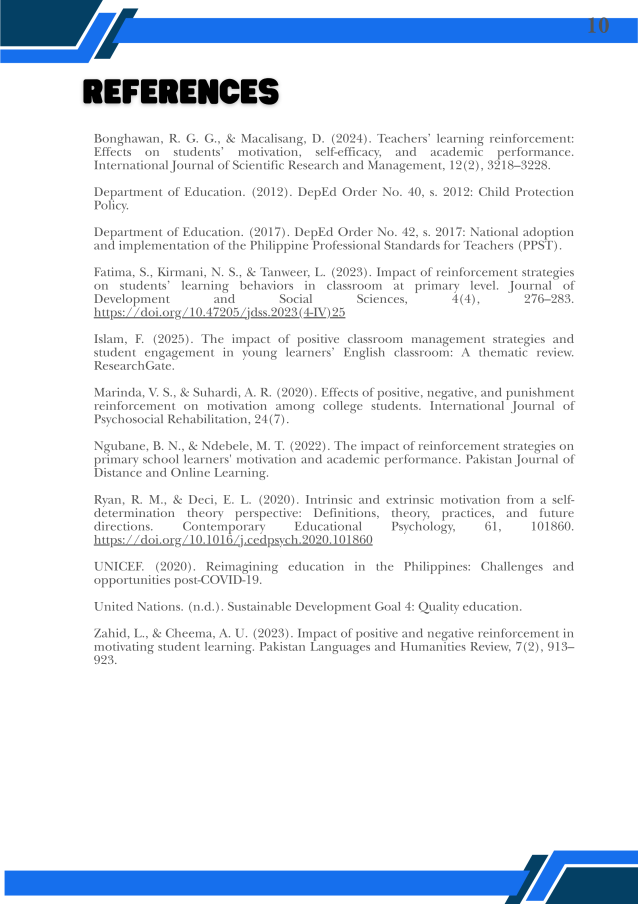 10
REFERENCES
Bonghawan, R. G. G., & Macalisang, D. (2024). Teachers’ learning reinforcement:
Effects on students’ motivation, self-efficacy, and academic performance.
International Journal of Scientific Research and Management, 12(2), 3218–3228.
Department of Education. (2012). DepEd Order No. 40, s. 2012: Child Protection
Policy.
Department of Education. (2017). DepEd Order No. 42, s. 2017: National adoption
and implementation of the Philippine Professional Standards for Teachers (PPST).
Fatima, S., Kirmani, N. S., & Tanweer, L. (2023). Impact of reinforcement strategies
on students’ learning behaviors in classroom at primary level. Journal of
Development and Social Sciences, 4(4), 276–283.
https://doi.org/10.47205/jdss.2023(4-IV)25
Islam, F. (2025). The impact of positive classroom management strategies and
student engagement in young learners’ English classroom: A thematic review.
ResearchGate.
Marinda, V. S., & Suhardi, A. R. (2020). Effects of positive, negative, and punishment
reinforcement on motivation among college students. International Journal of
Psychosocial Rehabilitation, 24(7).
Ngubane, B. N., & Ndebele, M. T. (2022). The impact of reinforcement strategies on
primary school learners' motivation and academic performance. Pakistan Journal of
Distance and Online Learning.
Ryan, R. M., & Deci, E. L. (2020). Intrinsic and extrinsic motivation from a self-
determination theory perspective: Definitions, theory, practices, and future
directions. Contemporary Educational Psychology, 61, 101860.
https://doi.org/10.1016/j.cedpsych.2020.101860
UNICEF. (2020). Reimagining education in the Philippines: Challenges and
opportunities post-COVID-19.
United Nations. (n.d.). Sustainable Development Goal 4: Quality education.
Zahid, L., & Cheema, A. U. (2023). Impact of positive and negative reinforcement in
motivating student learning. Pakistan Languages and Humanities Review, 7(2), 913–
923.